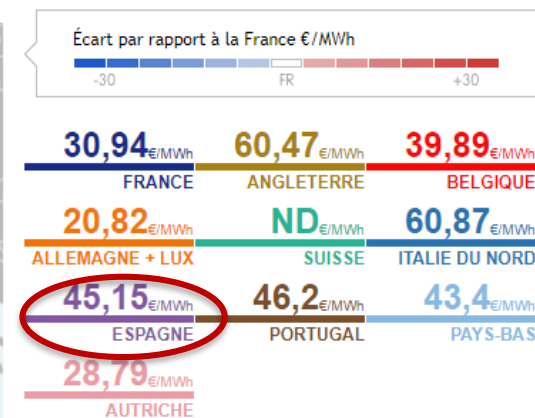 Écart par rapport à la France €/MWh
-30 FR +30
30,94€/MWh 60,47€/MWh 39,89€/MWh
FRANCE ANGLETERRE BELGIQUE
20,82€/MWh ND€/MWh 60,87€/MWh
ALLEMAGNE + LUX SUISSE ITALIE DU NORD
45,15€/MWh 46,2€/MWh 43,4€/MWh
ESPAGNE PORTUGAL PAYS-BAS
28,79€/MWh
AUTRICHE